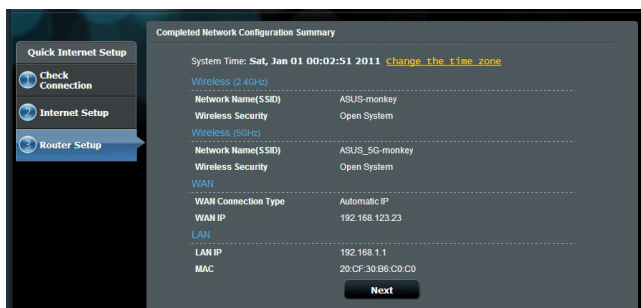 Completed Network Configuration Summary
Quick Internet Setup
1 Check Connection
2 Internet Setup
3 Router Setup
System Time: Sat, Jan 01 00:02:51 2011 Change the time zone
Wireless (2.4GHz)
Network Name(SSID) ASUS-monkey
Wireless Security Open System
Wireless (5GHz)
Network Name(SSID) ASUS_5G-monkey
Wireless Security Open System
WAN
WAN Connection Type Automatic IP
WAN IP 192.168.123.23
LAN
LAN IP 192.168.1.1
MAC 20:CF:30:B6:C0:C0
Next